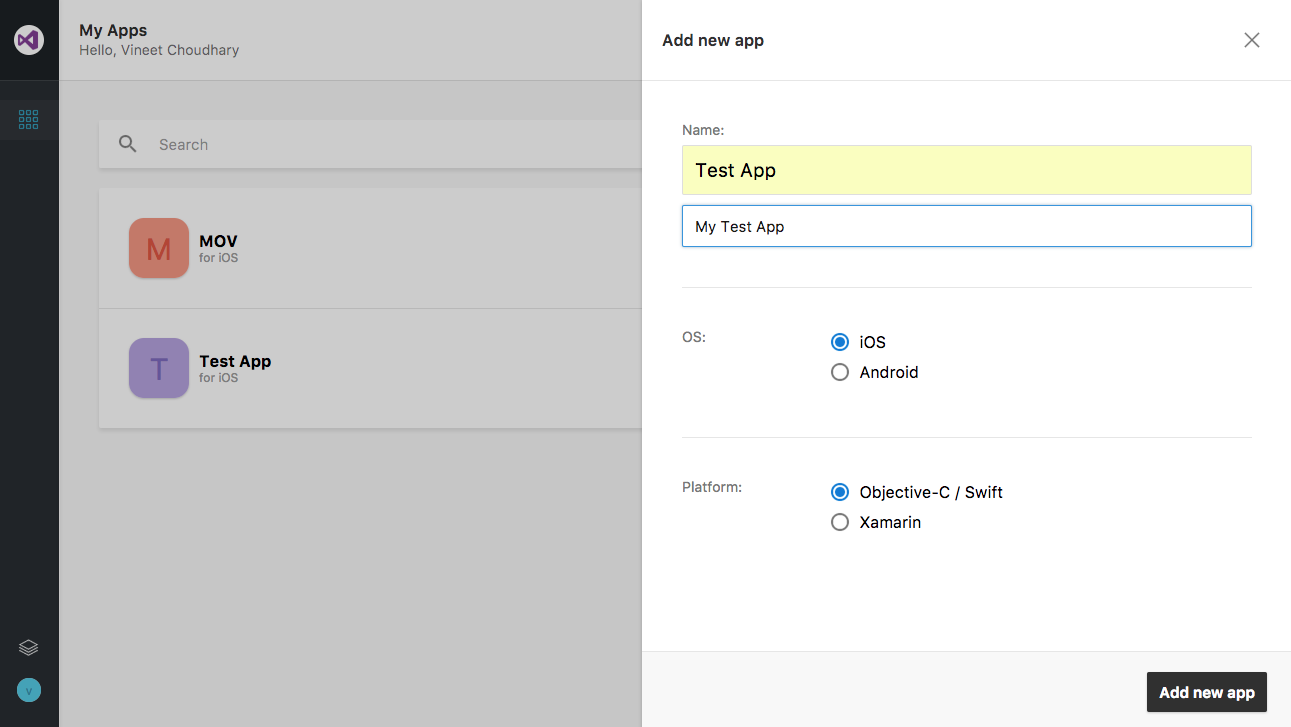 My Apps
Hello, Vineet Choudhary
Search
M
MOV
for iOS
T
Test App
for iOS
V
Add new app
Name:
Test App
My Test App
OS:
iOS
Android
Platform:
Objective-C / Swift
Xamarin
Add new app